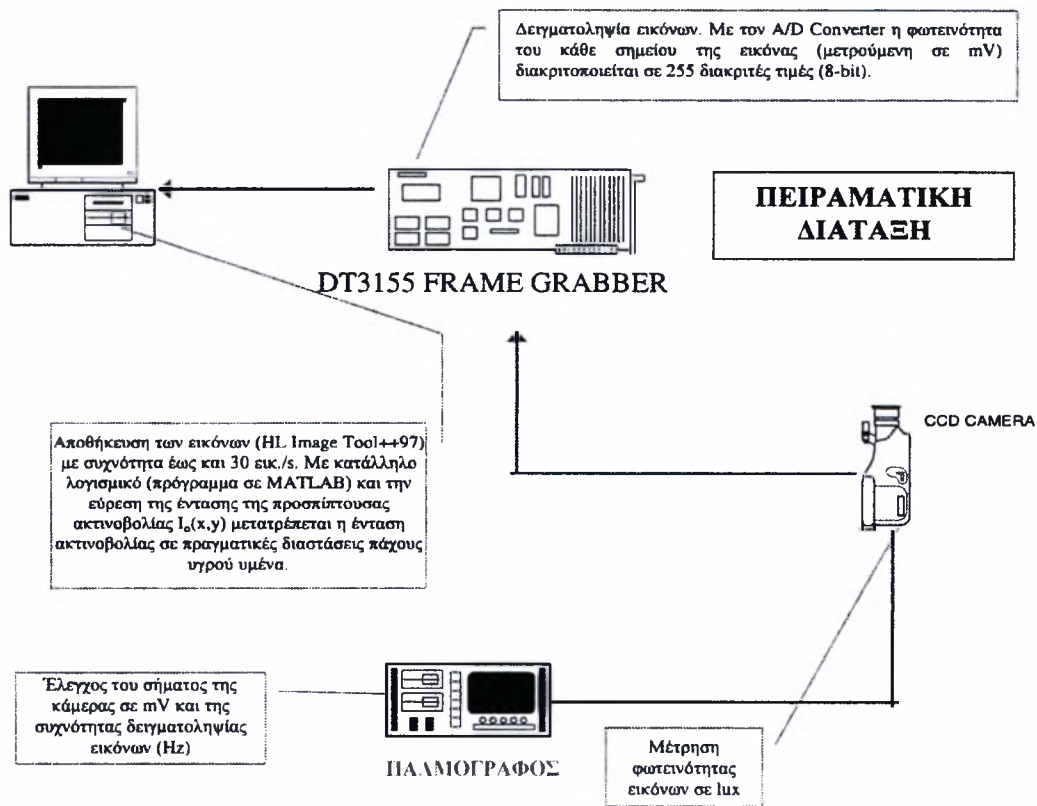 Δειγματοληψία εικόνων. Με τον A/D Converter η φωτεινότητα
του κάθε σημείου της εικόνας (μετρούμενη σε mV)
διακριτοποιείται σε 255 διακριτές τιμές (8-bit).
ΠΕΙΡΑΜΑΤΙΚΗ
ΔΙΑΤΑΞΗ
DT3155 FRAME GRABBER
CCD CAMERA
Αποθήκευση των εικόνων (HL Image Tool++97)
με συχνότητα έως και 30 εικ./s. Με κατάλληλο
λογισμικό (πρόγραμμα σε MATLAB) και την
εύρεση της έντασης της προσπίπτουσας
ακτινοβολίας Iₒ(x,y) μετατρέπεται η ένταση
ακτινοβολίας σε πραγματικές διαστάσεις πάχους
υγρού υμένα.
Έλεγχος του σήματος της
κάμερας σε mV και της
συχνότητας δειγματοληψίας
εικόνων (Hz)
ΠΑΛΜΟΓΡΑΦΟΣ
Μέτρηση
φωτεινότητας
εικόνων σε lux